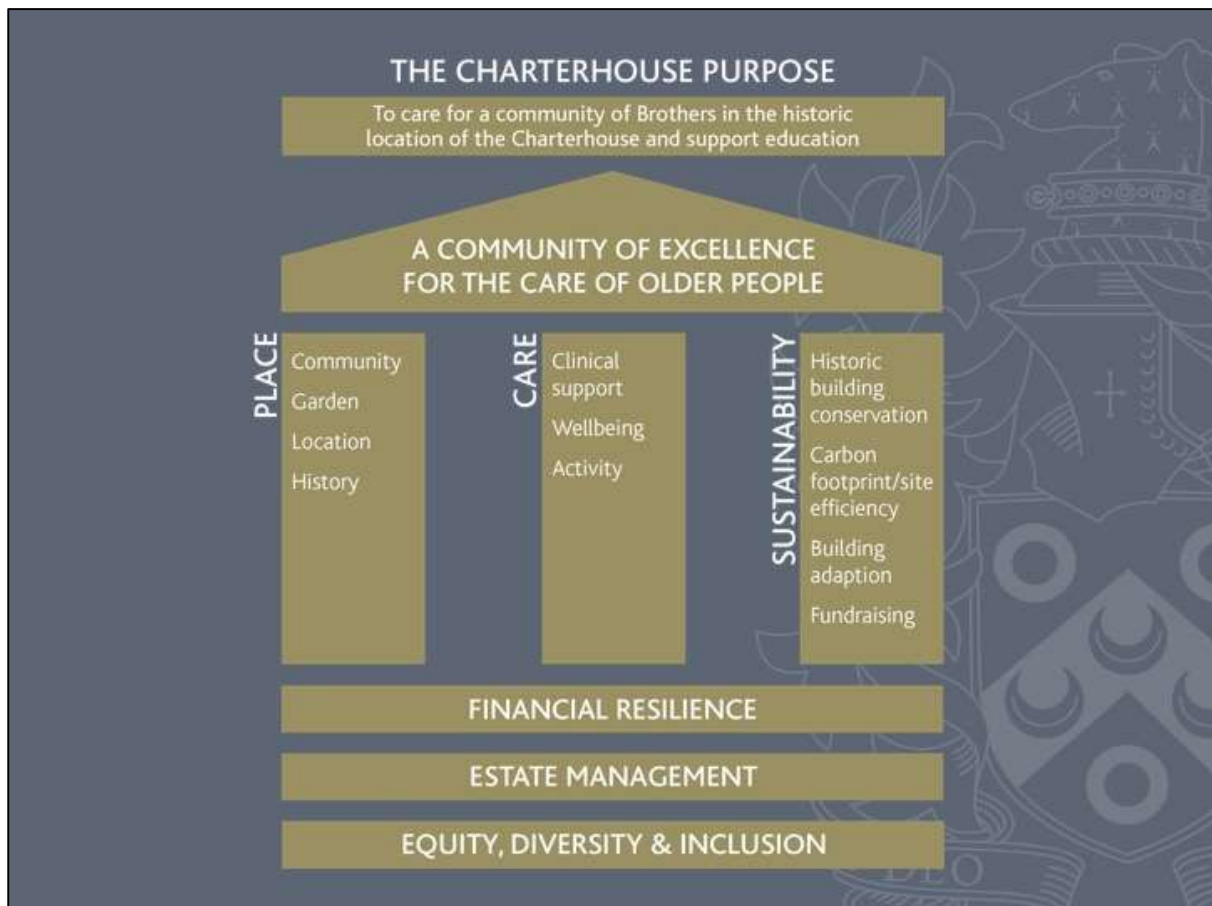 THE CHARTERHOUSE PURPOSE
To care for a community of Brothers in the historic
location of the Charterhouse and support education
A COMMUNITY OF EXCELLENCE
FOR THE CARE OF OLDER PEOPLE
PLACE
Community
Garden
Location
History
CARE
Clinical
support
Wellbeing
Activity
SUSTAINABILITY
Historic
building
conservation
Carbon
footprint/site
efficiency
Building
adaption
Fundraising
FINANCIAL RESILIENCE
ESTATE MANAGEMENT
EQUITY, DIVERSITY & INCLUSION
DEO